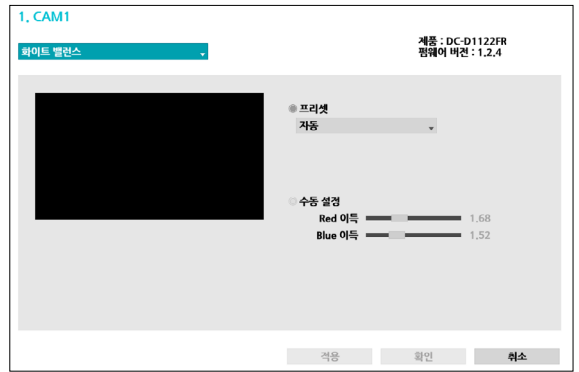 1. CAM1
화이트 밸런스
제품 : DC-D1122FR
펌웨어 버전 : 1.2.4
프리셋
자동
수동 설정
Red 이득 1.68
Blue 이득 1.52
적용 확인 취소